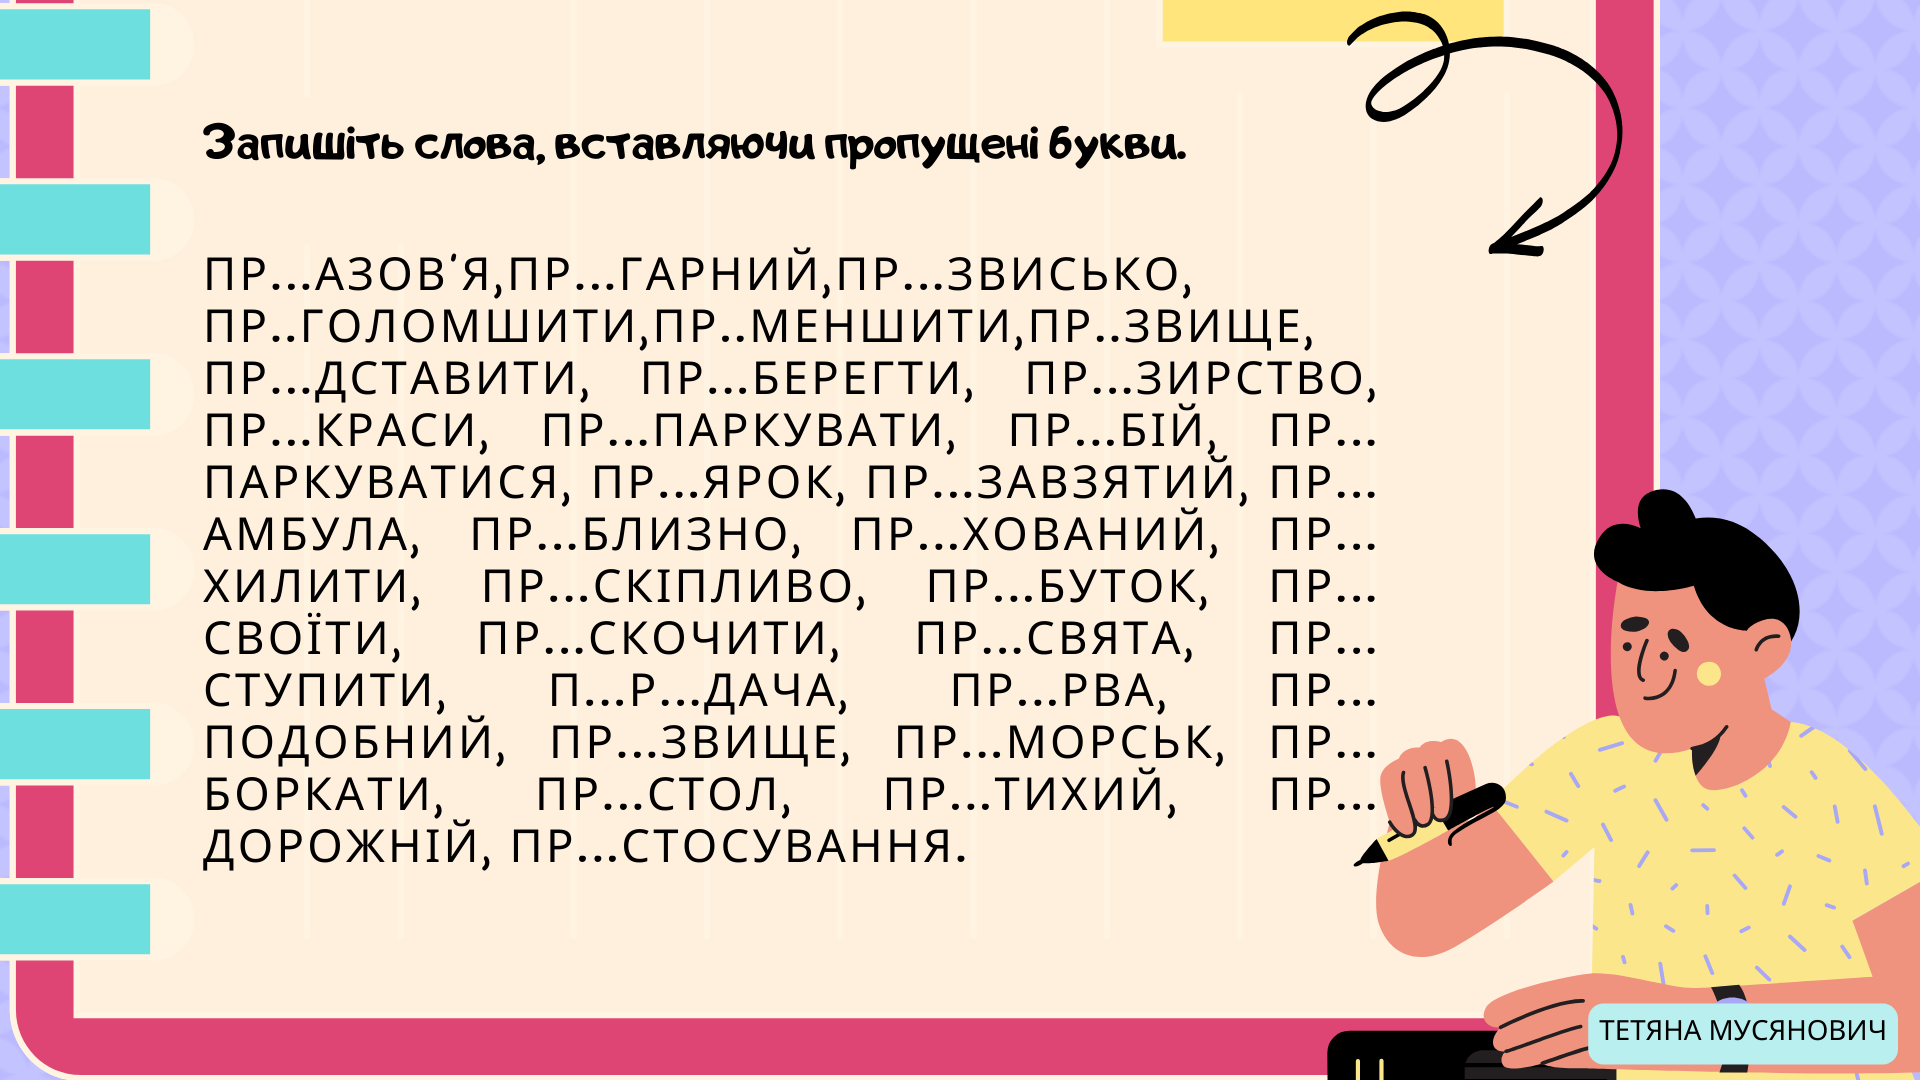 Запишіть слова, вставляючи пропущені букви.
ПР...АЗОВ'Я,ПР...ГАРНИЙ,ПР...ЗВИСЬКО,
ПР..ГОЛОМШИТИ,ПР..МЕНШИТИ,ПР..ЗВИЩЕ,
ПР...ДСТАВИТИ, ПР...БЕРЕГТИ, ПР...ЗИРСТВО,
ПР...КРАСИ, ПР...ПАРКУВАТИ, ПР...БІЙ, ПР...
ПАРКУВАТИСЯ, ПР...ЯРОК, ПР...ЗАВЗЯТИЙ, ПР...
АМБУЛА, ПР...БЛИЗНО, ПР...ХОВАНИЙ, ПР...
ХИЛИТИ, ПР...СКІПЛИВО, ПР...БУТОК, ПР...
СВОЇТИ, ПР...СКОЧИТИ, ПР...СВЯТА, ПР...
СТУПИТИ, П...Р...ДАЧА, ПР...РВА, ПР...
ПОДОБНИЙ, ПР...ЗВИЩЕ, ПР...МОРСЬК, ПР...
БОРКАТИ, ПР...СТОЛ, ПР...ТИХИЙ, ПР...
ДОРОЖНІЙ, ПР...СТОСУВАННЯ.
ТЕТЯНА МУСЯНОВИЧ